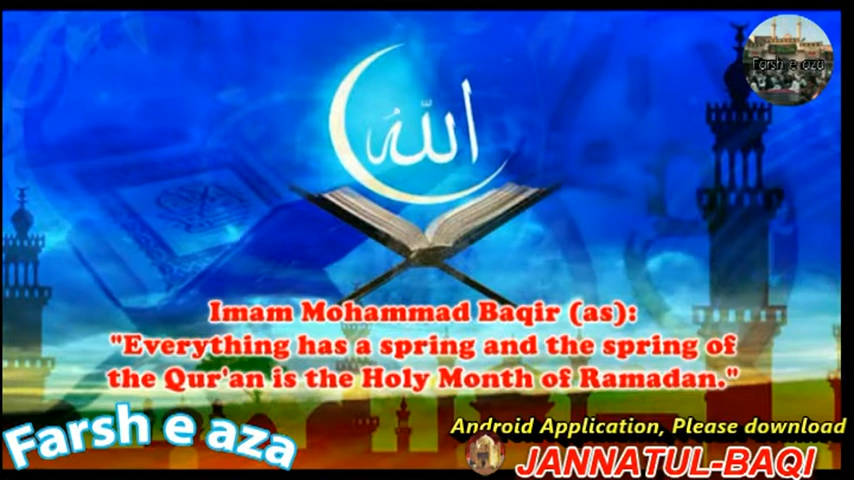 Farsh e aza
الله
Imam Mohammad Baqir (as):
"Everything has a spring and the spring of
the Qur'an is the Holy Month of Ramadan."
Farsh e aza
Android Application, Please download
JANNATUL-BAQI